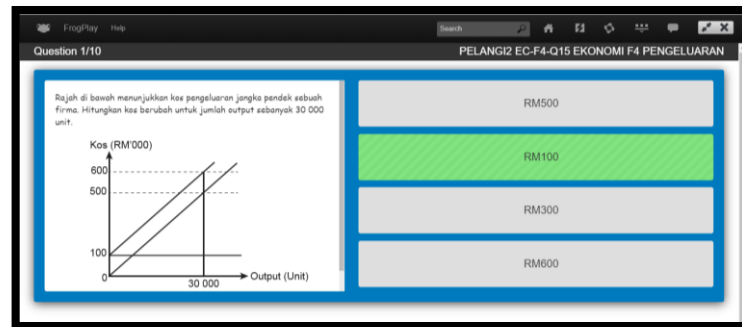 FrogPlay Help Search
Question 1/10 PELANGI2 EC-F4-Q15 EKONOMI F4 PENGELUARAN
Rajah di bawah menunjukkan kos pengeluaran jangka pendek sebuah
firma. Hitungkan kos berubah untuk jumlah output sebanyak 30 000
unit.
Kos (RM'000)
600
500
100
0
30 000
Output (Unit)
RM500
RM100
RM300
RM600